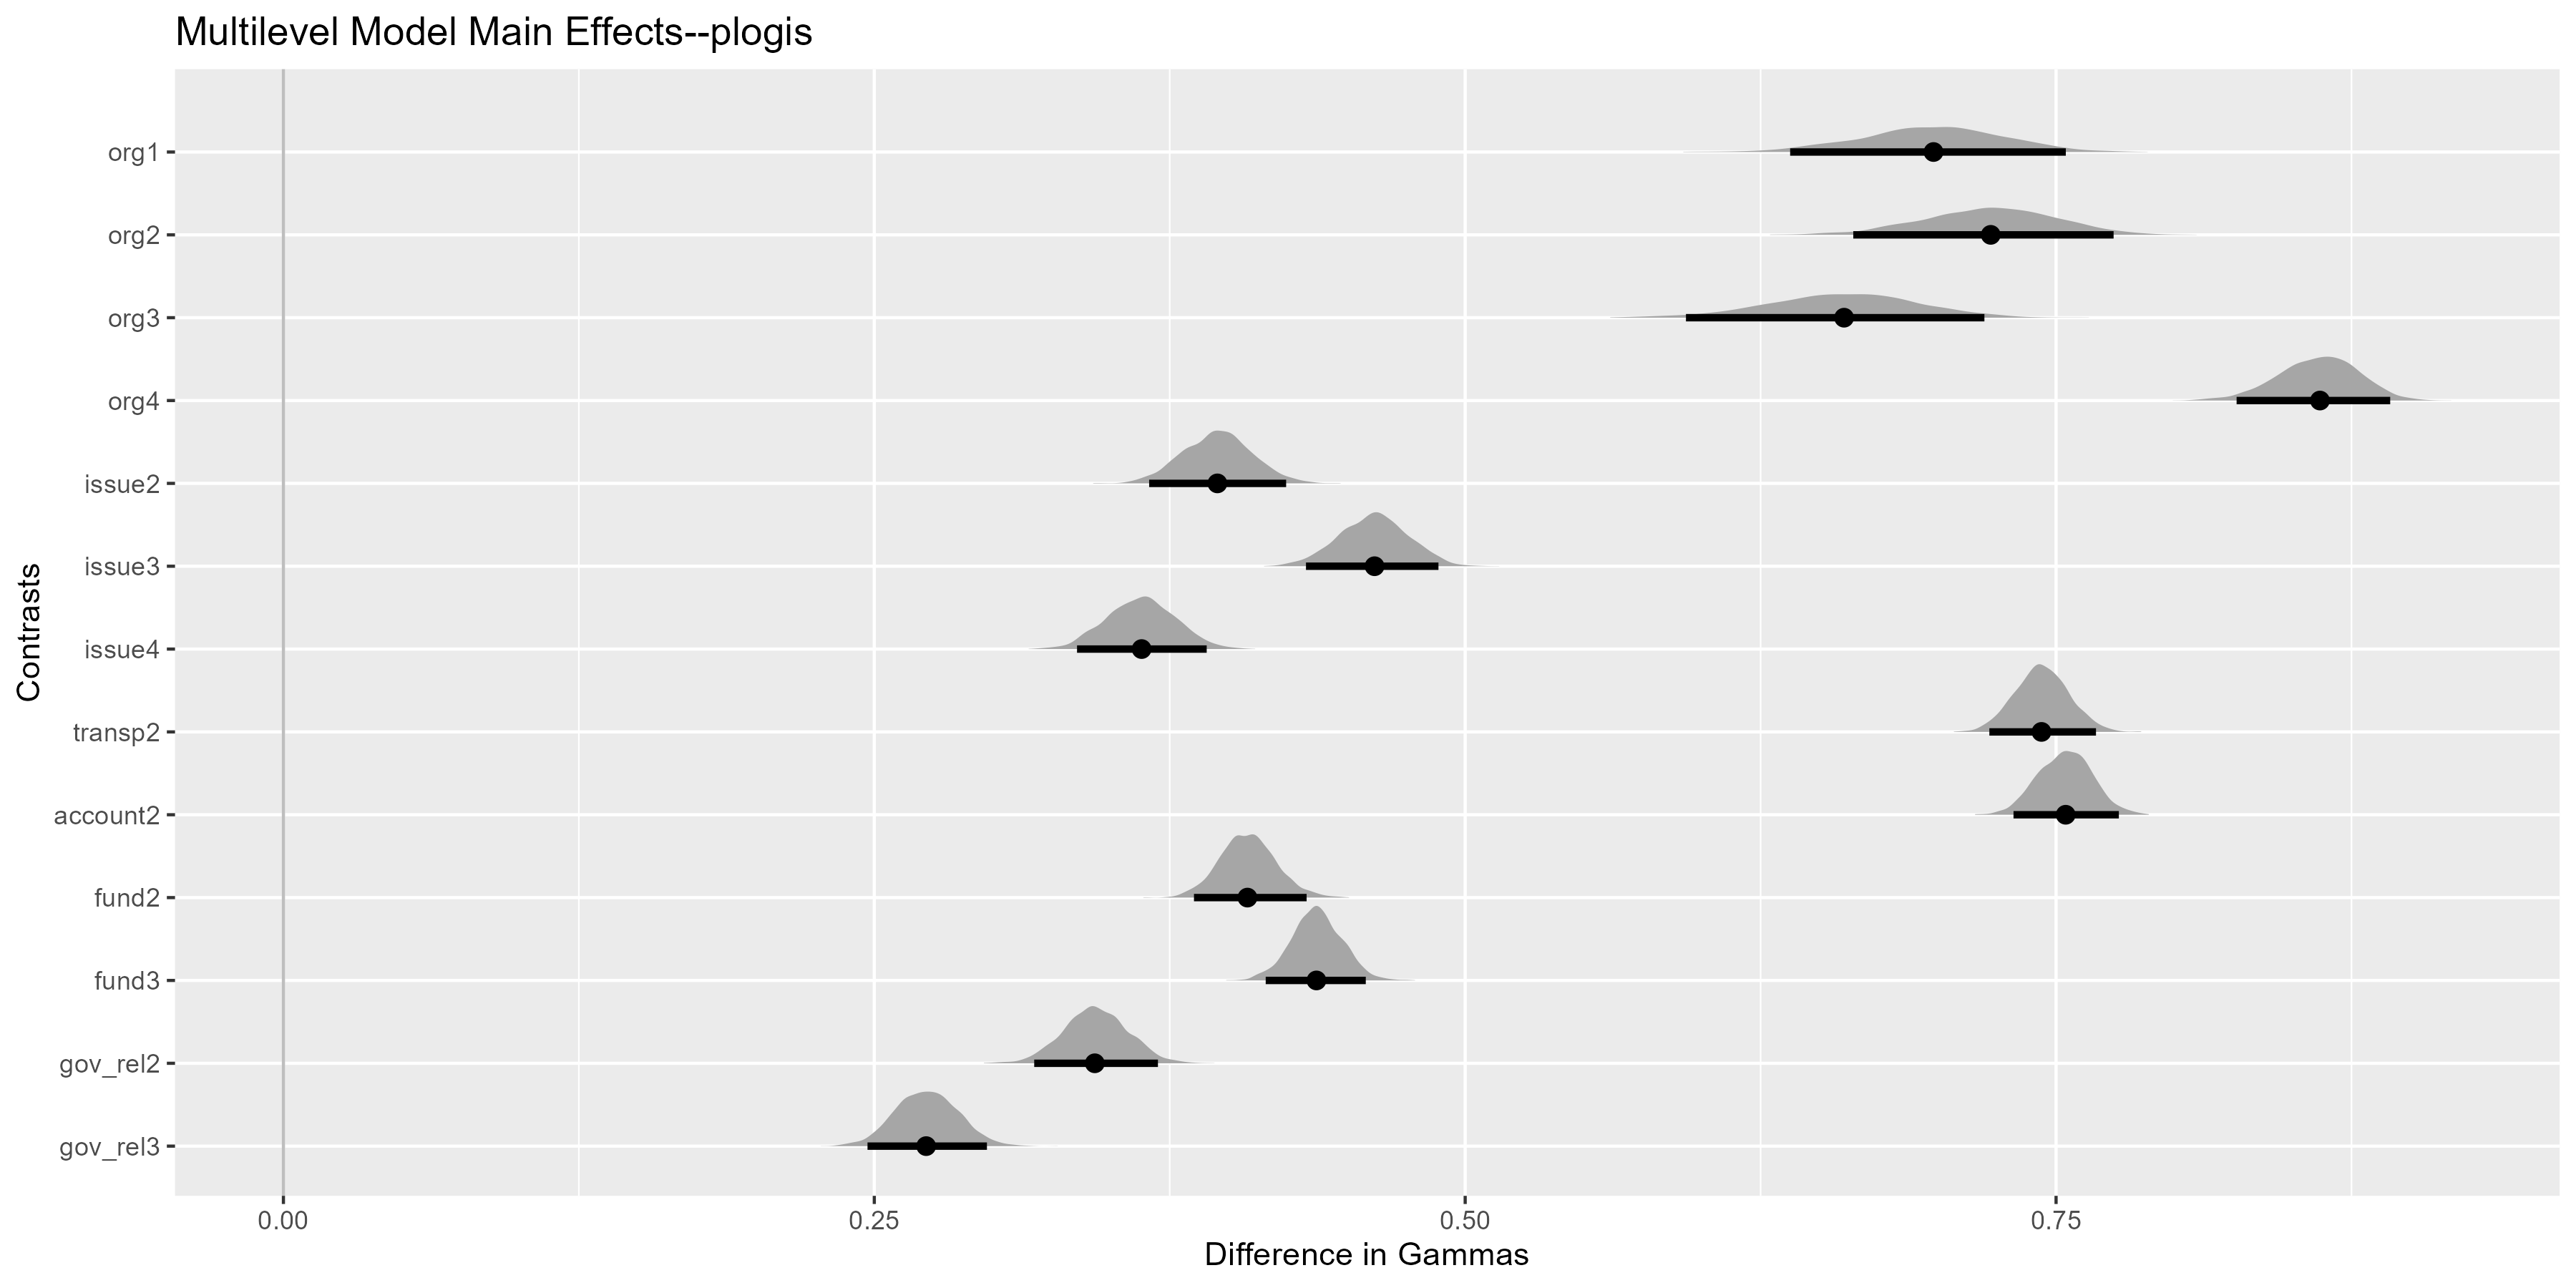 Multilevel Model Main Effects--plogis
org1
org2
org3
org4
issue2
issue3
issue4
transp2
account2
fund2
fund3
gov_rel2
gov_rel3
Contrasts
0.00 0.25 0.50 0.75
Difference in Gammas